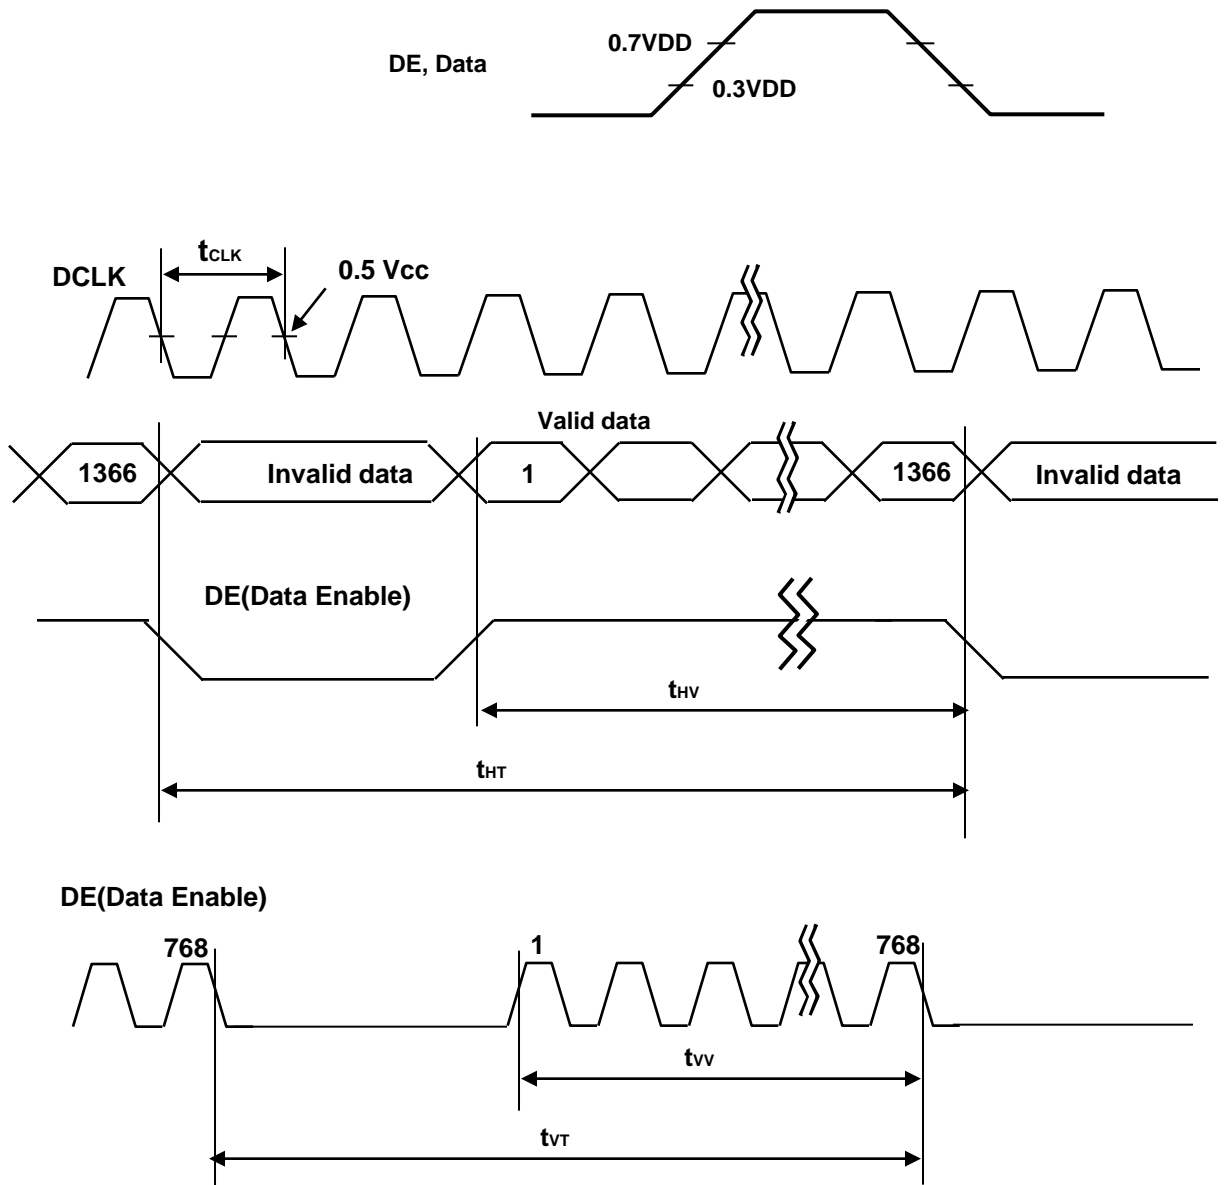 0.7VDD
DE, Data
0.3VDD
tCLK
DCLK
0.5 Vcc
Valid data
1366
Invalid data
1
1366
Invalid data
DE(Data Enable)
tHV
tHT
DE(Data Enable)
768
1
768
tVV
tVT